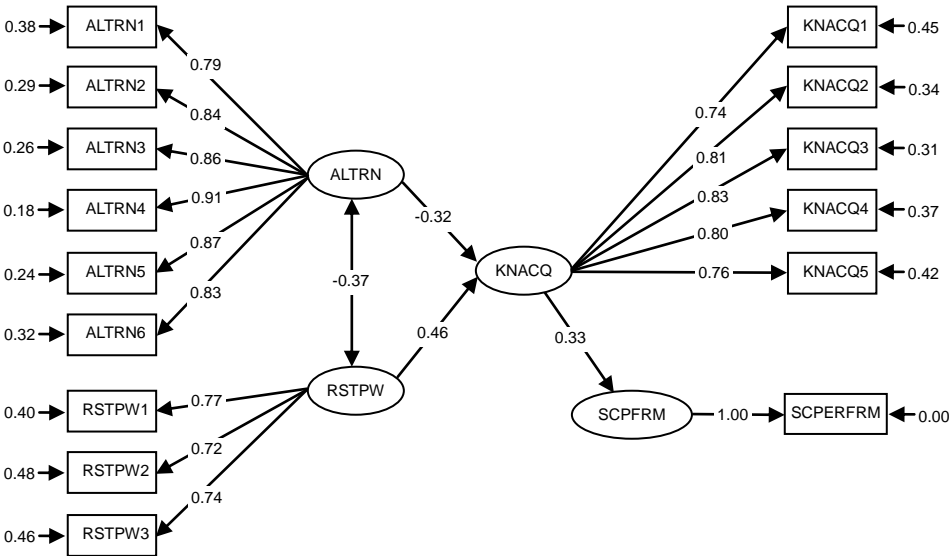 0.38 ALTRN1
0.29 ALTRN2
0.26 ALTRN3
0.18 ALTRN4
0.24 ALTRN5
0.32 ALTRN6
0.40 RSTPW1
0.48 RSTPW2
0.46 RSTPW3
0.79
0.84
0.86
0.91
0.87
0.83
0.77
0.72
0.74
ALTRN
-0.37
RSTPW
-0.32
0.46
KNACQ
0.33
SCPFRM
1.00
SCPERFRM 0.00
0.74
0.81
0.83
0.80
0.76
KNACQ1 0.45
KNACQ2 0.34
KNACQ3 0.31
KNACQ4 0.37
KNACQ5 0.42